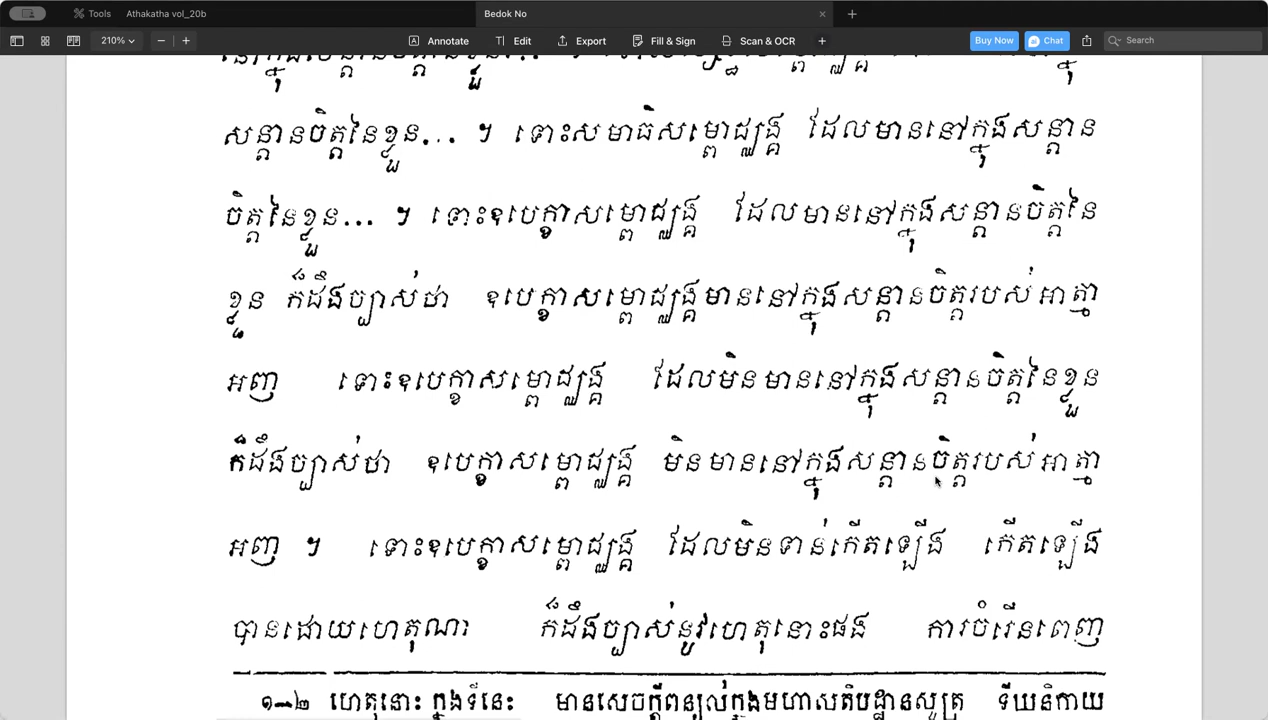 Tools Athakatha vol_20b Bedok No
210% Annotate Edit Export Fill & Sign Scan & OCR Buy Now Chat Search
សន្តានចិត្តនៃខ្លួន... ។ ទោះសមាធិសម្ពោជ្ឈង្គ ដែលមាននៅក្នុងសន្តាន
ចិត្តនៃខ្លួន... ។ ទោះឧបេក្ខាសម្ពោជ្ឈង្គ ដែលមាននៅក្នុងសន្តានចិត្តនៃ
ខ្លួន ក៏ដឹងច្បាស់ថា ឧបេក្ខាសម្ពោជ្ឈង្គមាននៅក្នុងសន្តានចិត្តរបស់អាត្មា
អញ ទោះឧបេក្ខាសម្ពោជ្ឈង្គ ដែលមិនមាននៅក្នុងសន្តានចិត្តនៃខ្លួន
ក៏ដឹងច្បាស់ថា ឧបេក្ខាសម្ពោជ្ឈង្គ មិនមាននៅក្នុងសន្តានចិត្តរបស់អាត្មា
អញ ។ ទោះឧបេក្ខាសម្ពោជ្ឈង្គ ដែលមិនទាន់កើតឡើង កើតឡើង
បានដោយហេតុណា ក៏ដឹងច្បាស់នូវហេតុនោះផង ការចំរើនពេញ
១–២ ហេតុនោះ ក្នុងទីនេះ មានសេចក្តីពន្យល់ក្នុងមហាសតិបដ្ឋានសូត្រ ទីឃនិកាយ